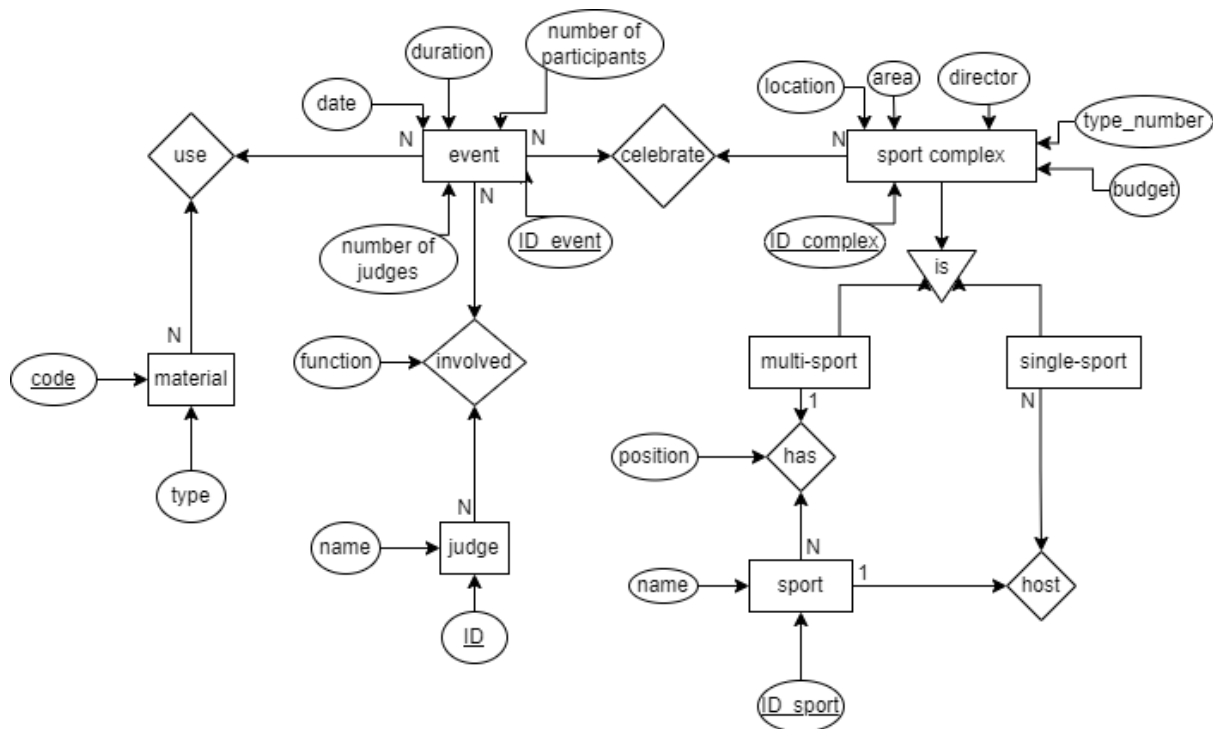 number of
participants
duration
location
area
director
date
type_number
N
N
N
use
event
celebrate
sport complex
N
budget
number of
judges
ID_event
ID_complex
is
N
function
involved
multi-sport
single-sport
code
material
1
N
position
has
type
N
N
name
judge
name
sport
1
host
ID
ID_sport